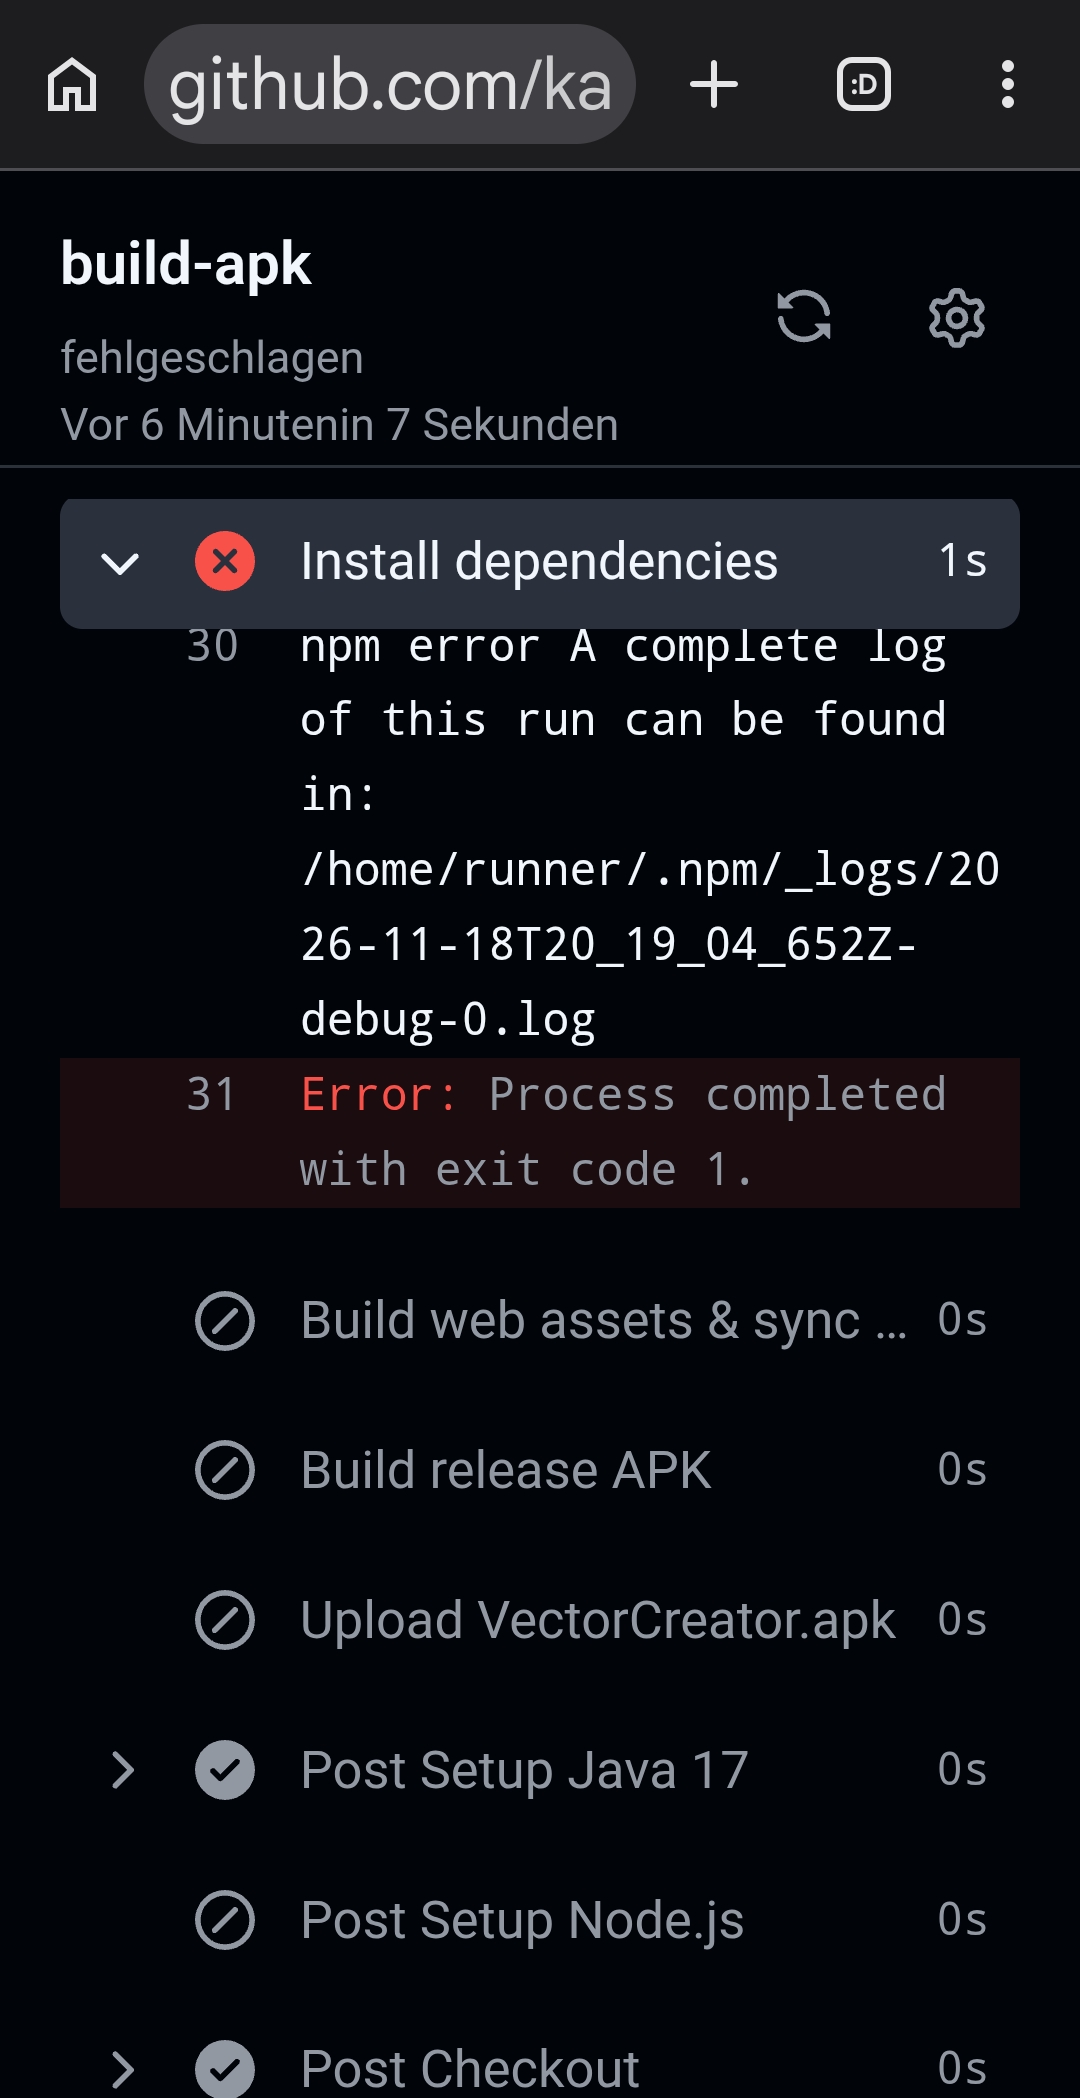 github.com/ka
:D
build-apk
fehlgeschlagen
Vor 6 Minutenin 7 Sekunden
Install dependencies 1s
30 npm error A complete log
of this run can be found
in:
/home/runner/.npm/_logs/20
26-11-18T20_19_04_652Z-
debug-0.log
31 Error: Process completed
with exit code 1.
Build web assets & sync … 0s
Build release APK 0s
Upload VectorCreator.apk 0s
Post Setup Java 17 0s
Post Setup Node.js 0s
Post Checkout 0s